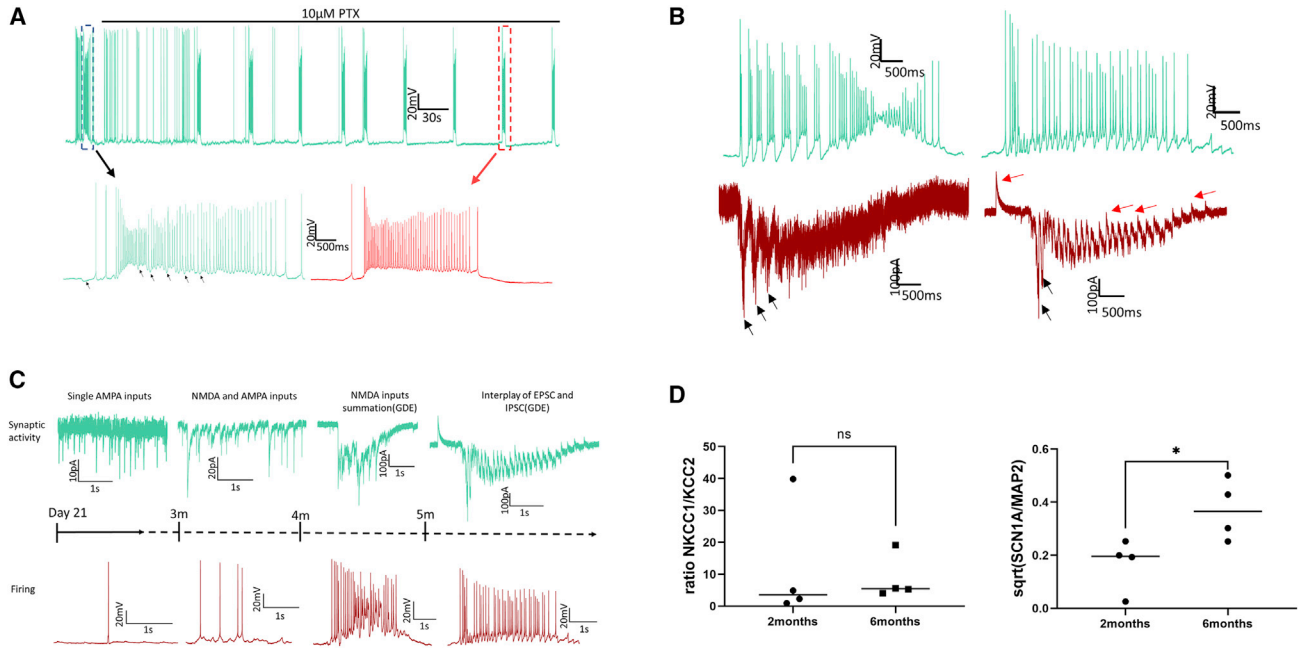 A
10µM PTX
20mV
30s
20mV
500ms
B
20mV
500ms
20mV
500ms
100pA
500ms
100pA
500ms
C
Single AMPA inputs
NMDA and AMPA inputs
NMDA inputs
summation(GDE)
Interplay of EPSC and
IPSC(GDE)
Synaptic
activity
10pA
1s
20pA
1s
100pA
1s
100pA
1s
Day 21
3m
4m
5m
Firing
20mV
1s
20mV
1s
20mV
1s
20mV
1s
D
ns
ratio NKCC1/KCC2
50
40
30
20
10
0
2months
6months
*
sqrt(SCN1A/MAP2)
0.6
0.4
0.2
0.0
2months
6months